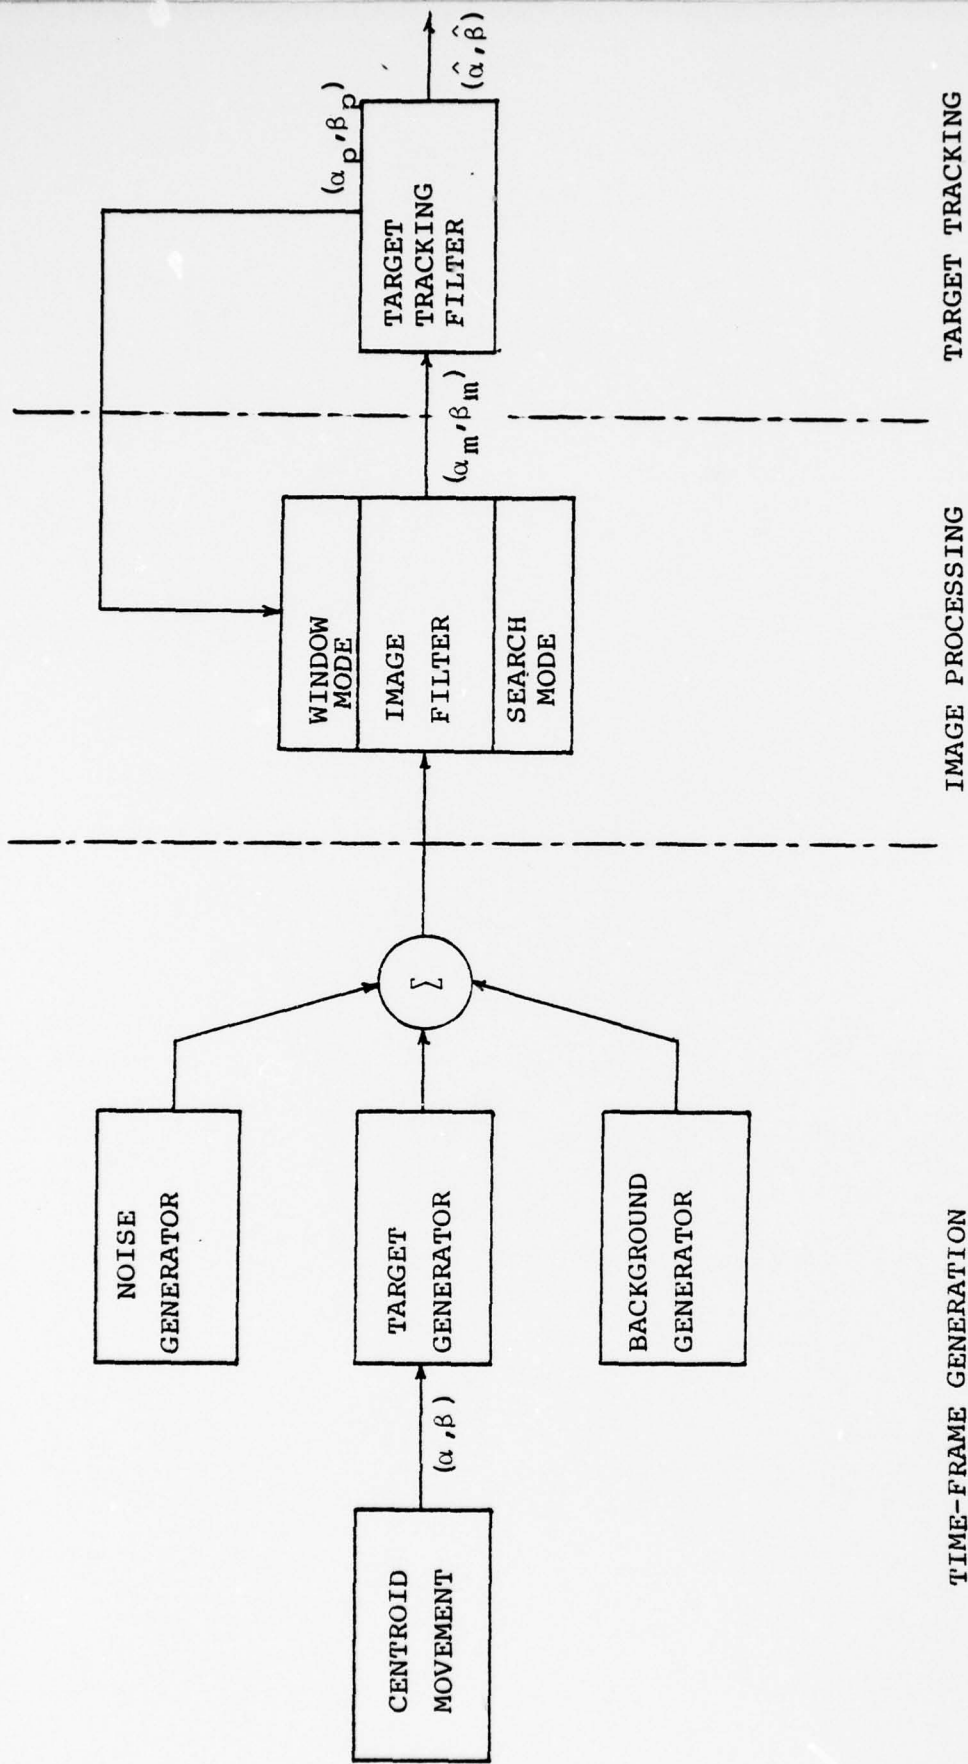 CENTROID
MOVEMENT
(α,β)
NOISE
GENERATOR
TARGET
GENERATOR
BACKGROUND
GENERATOR
Σ
TIME-FRAME GENERATION
WINDOW
MODE
IMAGE
FILTER
SEARCH
MODE
(αm,βm)
IMAGE PROCESSING
TARGET
TRACKING
FILTER
(αp,βp)
(α̂,β̂)
TARGET TRACKING